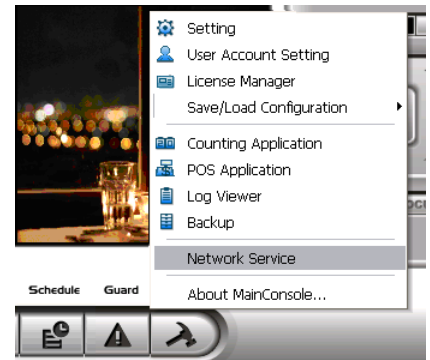 Setting
User Account Setting
License Manager
Save/Load Configuration
Counting Application
POS Application
Log Viewer
Backup
Network Service
About MainConsole...
Schedule Guard